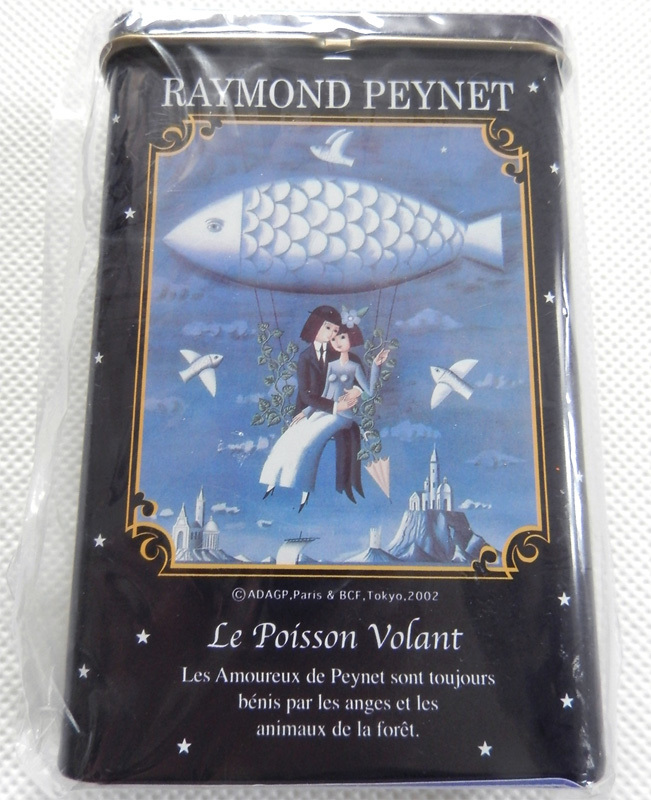 RAYMOND PEYNET
©ADAGP,Paris & BCF,Tokyo,2002
Le Poisson Volant
Les Amoureux de Peynet sont toujours
bénis par les anges et les
animaux de la forêt.